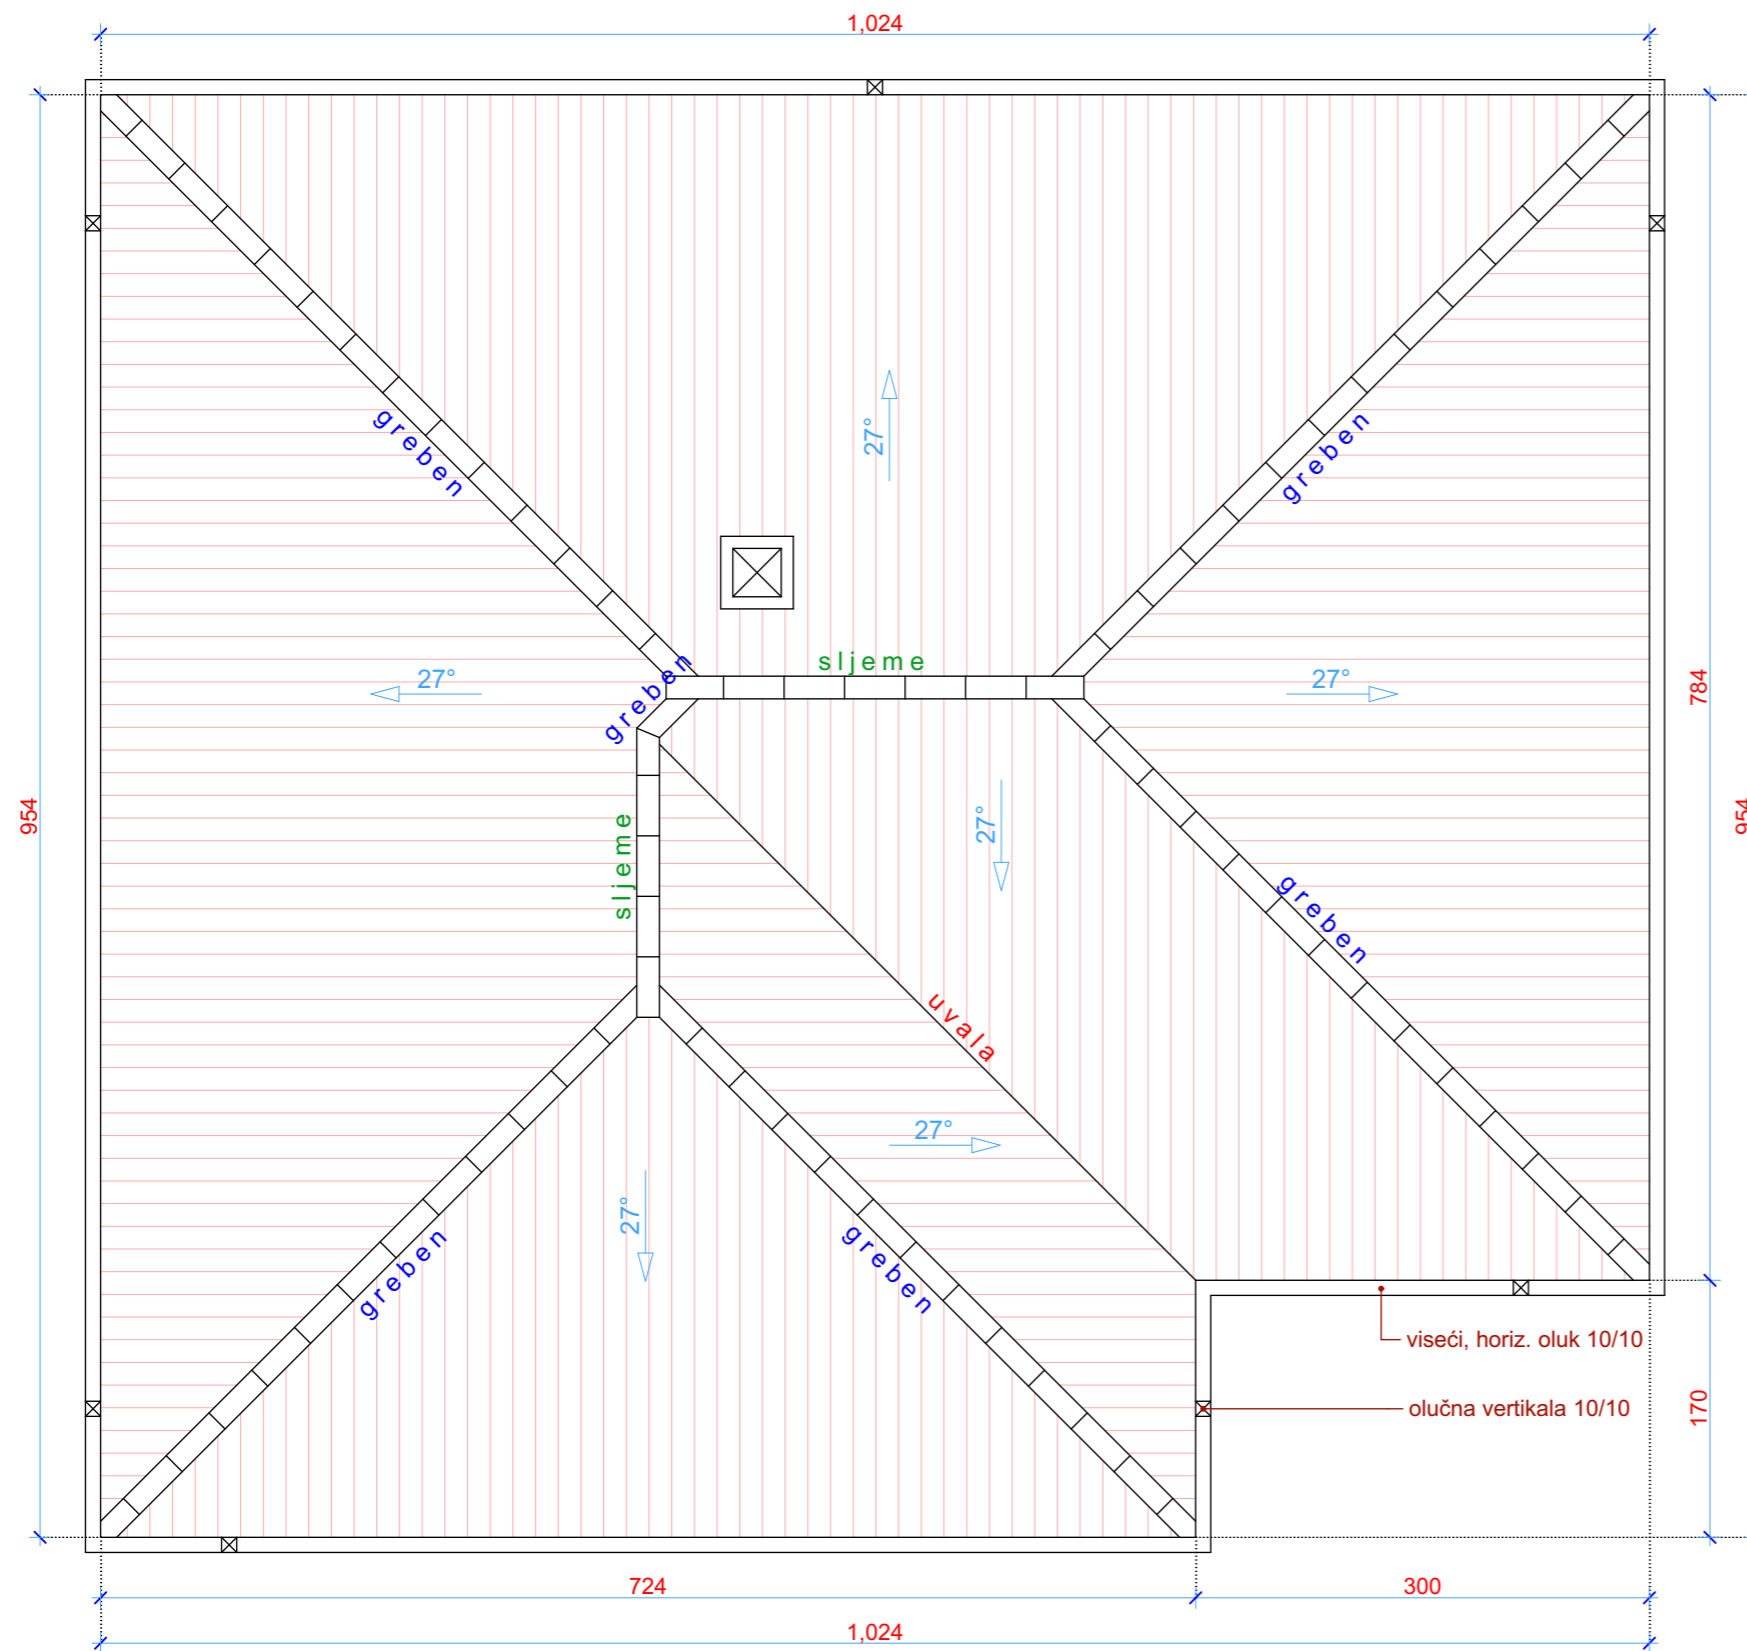 1,024
greben
27°
greben
sljeme
greben
27°
27°
784
954
954
sljeme
27°
greben
uvala
27°
27°
greben
greben
viseći, horiz. oluk 10/10
olučna vertikala 10/10
170
724
300
1,024